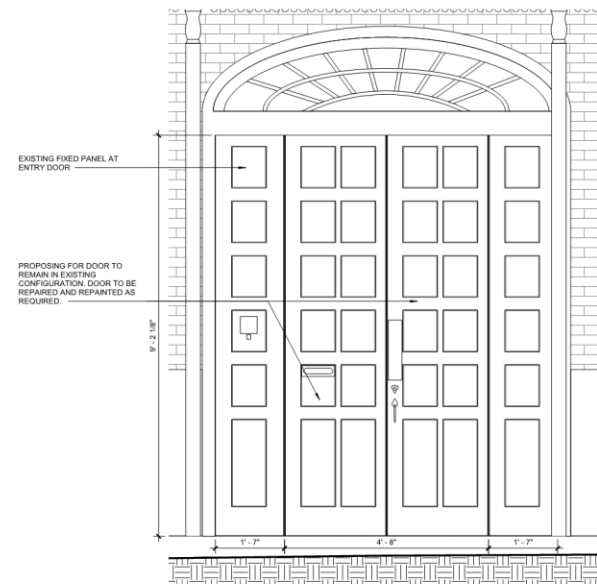 EXISTING FIXED PANEL AT
ENTRY DOOR
PROPOSING FOR DOOR TO
REMAIN IN EXISTING
CONFIGURATION. DOOR TO BE
REPAIRED AND REPAINTED AS
REQUIRED.
9' - 2 1/8"
1' - 7" 4' - 8" 1' - 7"